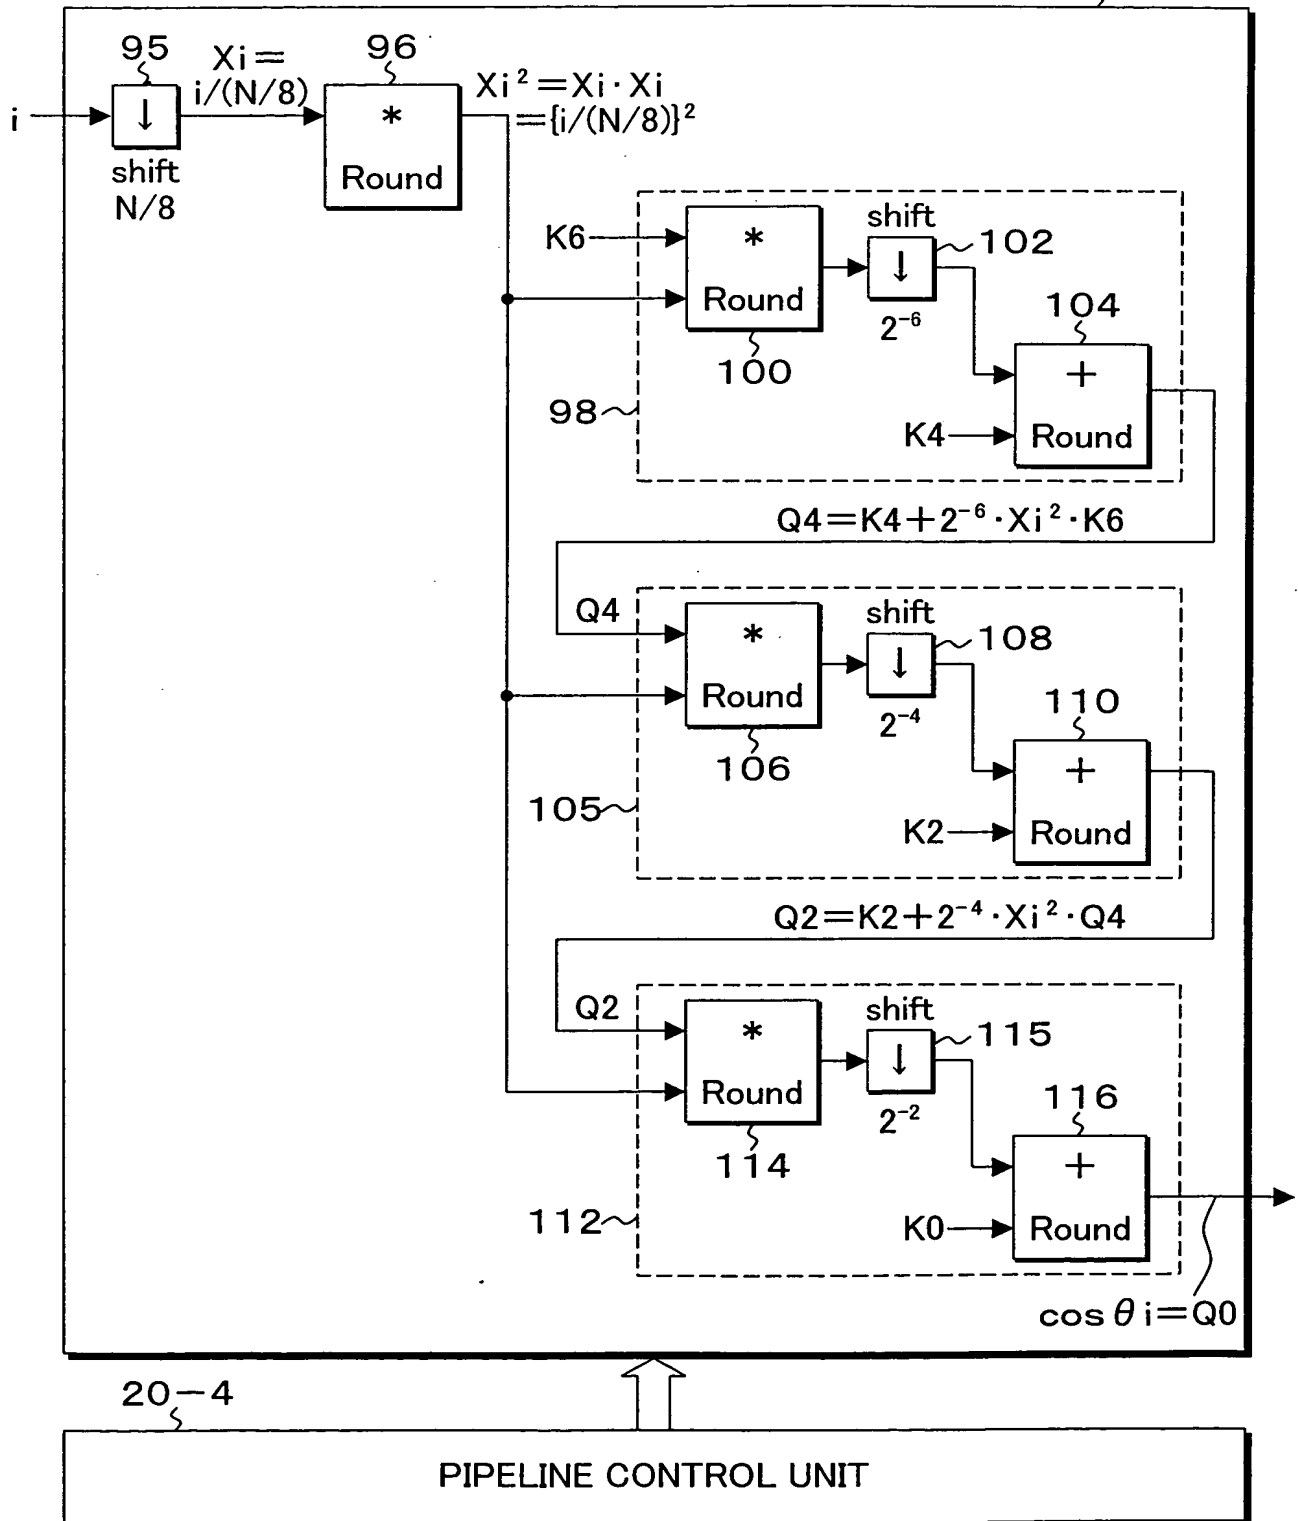 95
Xi=
i/(N/8)
96
i
↓
shift
N/8
*
Round
Xi²=Xi·Xi
={i/(N/8)}²
K6
*
Round
100
shift
↓
2⁻⁶
102
104
+
Round
K4
98
Q4=K4+2⁻⁶·Xi²·K6
Q4
*
Round
106
shift
↓
2⁻⁴
108
110
+
Round
K2
105
Q2=K2+2⁻⁴·Xi²·Q4
Q2
*
Round
114
shift
↓
2⁻²
115
116
+
Round
K0
112
cos θ i=Q0
20-4
PIPELINE CONTROL UNIT